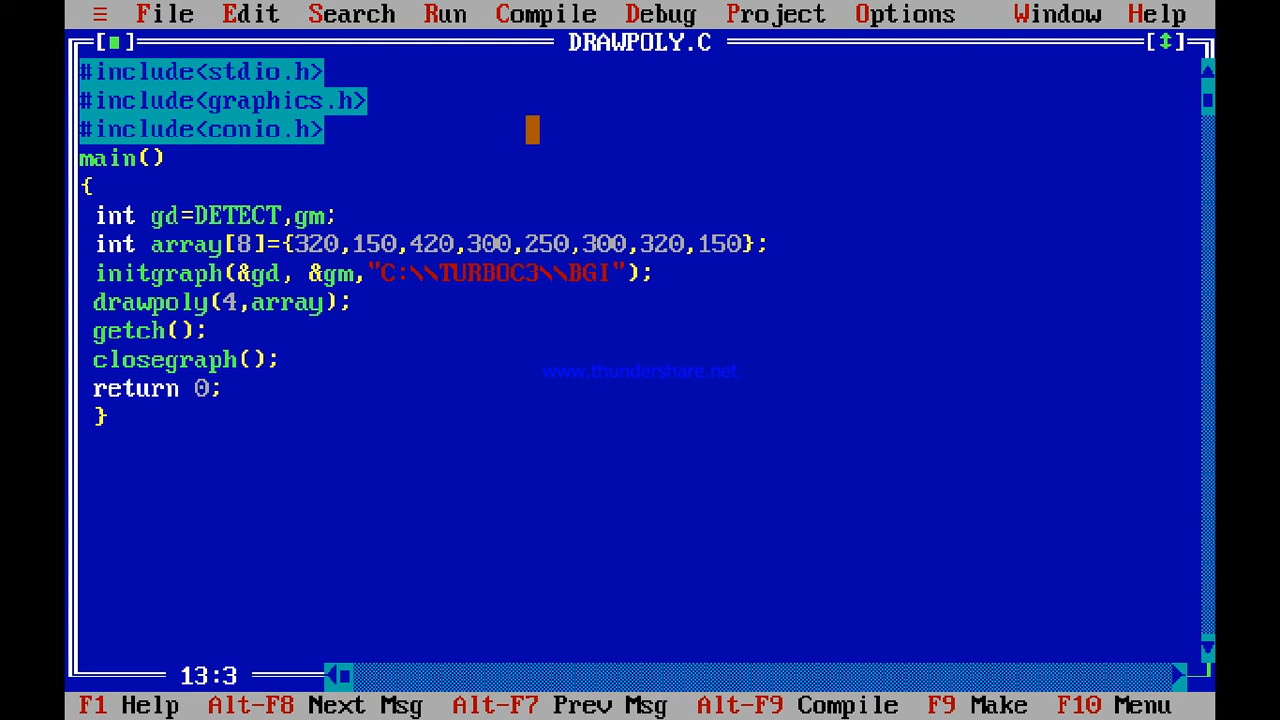 ≡ File Edit Search Run Compile Debug Project Options Window Help
[■] DRAWPOLY.C [↕]
#include<stdio.h>
#include<graphics.h>
#include<conio.h>
main()
{
int gd=DETECT,gm;
int array[8]={320,150,420,300,250,300,320,150};
initgraph(&gd, &gm,"C:\\TURBOC3\\BGI");
drawpoly(4,array);
getch();
closegraph();
www.thundershare.net
return 0;
}
13:3
F1 Help Alt-F8 Next Msg Alt-F7 Prev Msg Alt-F9 Compile F9 Make F10 Menu